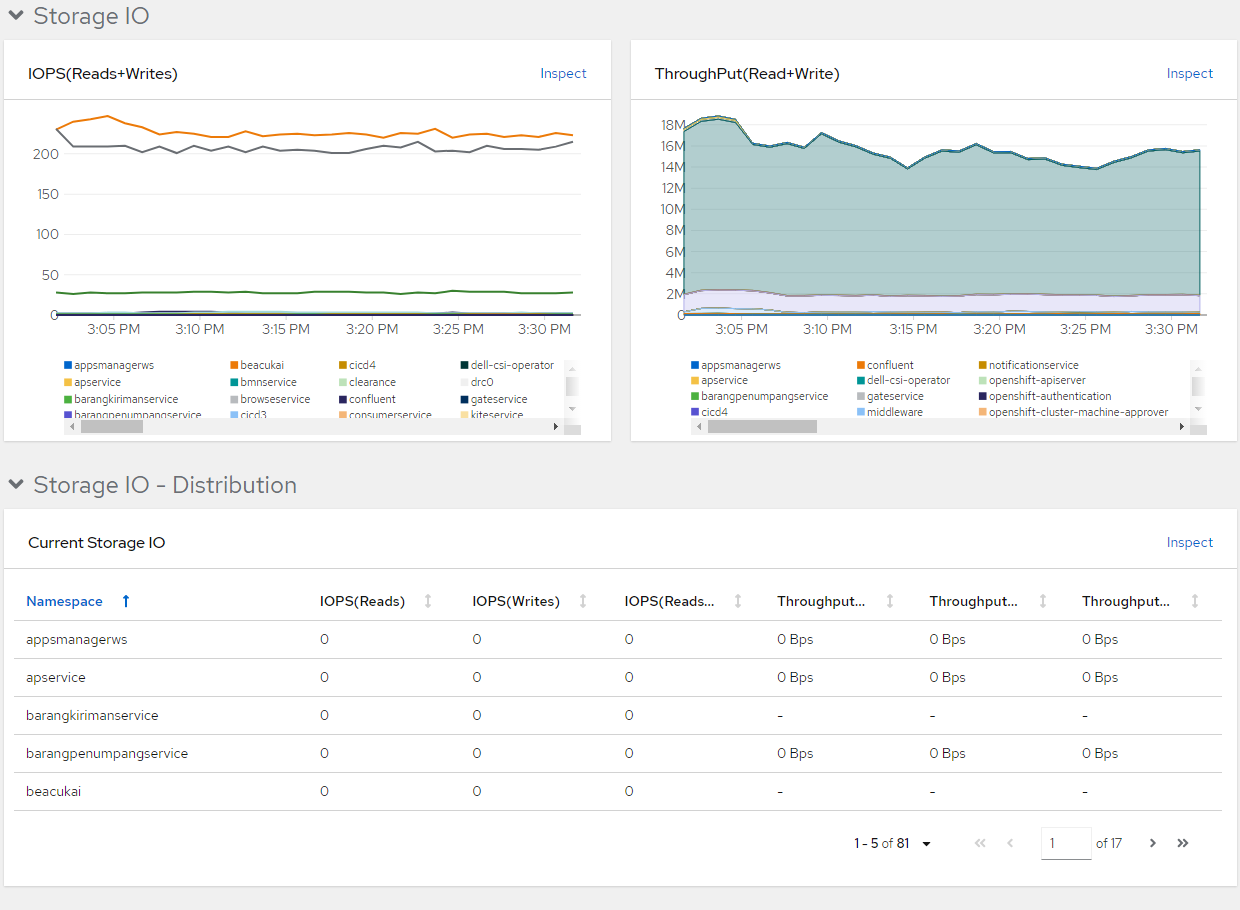 Storage IO
IOPS(Reads+Writes)
Inspect
200
150
100
50
0
3:05 PM 3:10 PM 3:15 PM 3:20 PM 3:25 PM 3:30 PM
appsmanagerws beacukai cicd4 dell-csi-operator
apservice bmnservice clearance drc0
barangkirimanservice browseservice confluent gateservice
barangpenumpangservice cicd3 consumerservice kiteservice
ThroughPut(Read+Write)
Inspect
18M
16M
14M
12M
10M
8M
6M
4M
2M
0
3:05 PM 3:10 PM 3:15 PM 3:20 PM 3:25 PM 3:30 PM
appsmanagerws confluent notificationservice
apservice dell-csi-operator openshift-apiserver
barangpenumpangservice gateservice openshift-authentication
cicd4 middleware openshift-cluster-machine-approver
Storage IO - Distribution
Current Storage IO
Inspect
Namespace IOPS(Reads) IOPS(Writes) IOPS(Reads... Throughput... Throughput... Throughput...
appsmanagerws 0 0 0 0 Bps 0 Bps 0 Bps
apservice 0 0 0 0 Bps 0 Bps 0 Bps
barangkirimanservice 0 0 0 - - -
barangpenumpangservice 0 0 0 0 Bps 0 Bps 0 Bps
beacukai 0 0 0 - - -
1 - 5 of 81 1 of 17